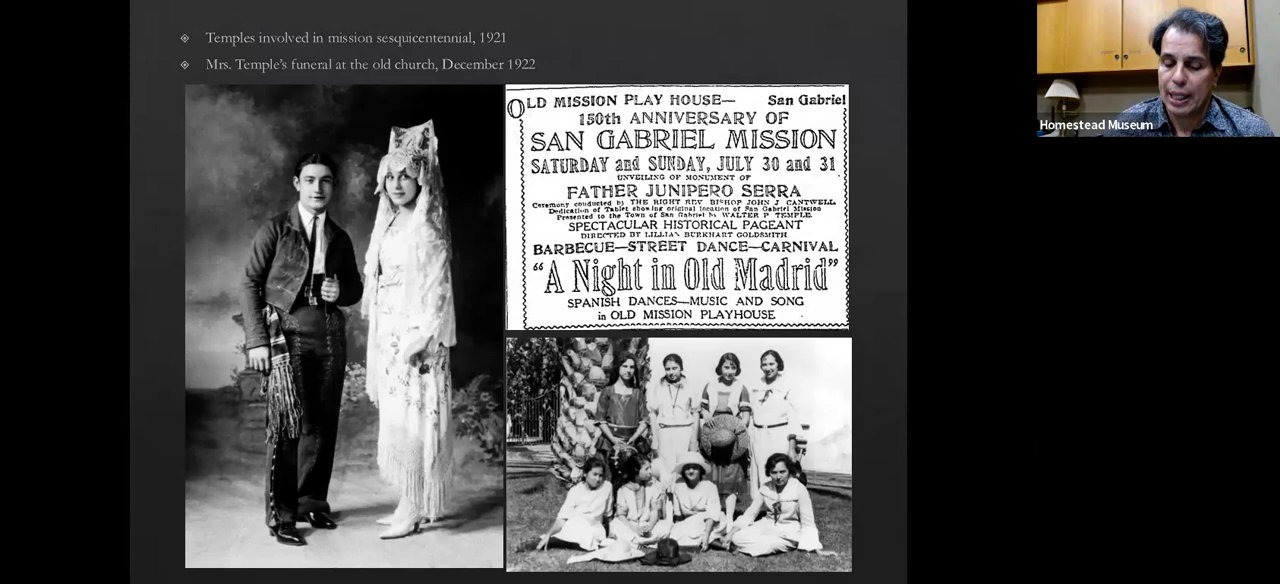 Temples involved in mission sesquicentennial, 1921
Mrs. Temple's funeral at the old church, December 1922
OLD MISSION PLAY HOUSE— San Gabriel
150th ANNIVERSARY OF
SAN GABRIEL MISSION
SATURDAY and SUNDAY, JULY 30 and 31
UNVEILING OF MONUMENT OF
FATHER JUNIPERO SERRA
Ceremony conducted by THE RIGHT REV. BISHOP JOHN J. CANTWELL
Dedication of Tablet showing original location of San Gabriel Mission
Presented to the Town of San Gabriel by WALTER P. TEMPLE.
SPECTACULAR HISTORICAL PAGEANT
DIRECTED BY LILLIAN BURKHART GOLDSMITH
BARBECUE—STREET DANCE—CARNIVAL
"A Night in Old Madrid"
SPANISH DANCES—MUSIC AND SONG
in OLD MISSION PLAYHOUSE
Homestead Museum